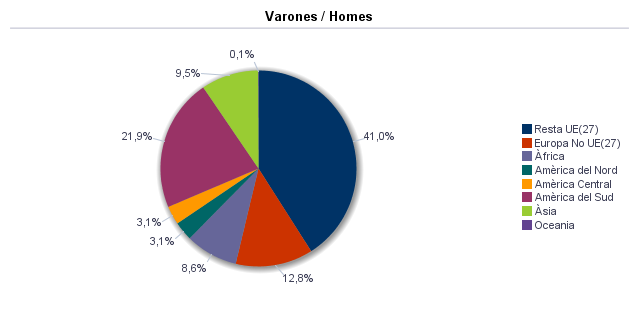 Varones / Homes
0,1%
9,5%
21,9%
41,0%
3,1%
3,1%
8,6%
12,8%
Resta UE(27)
Europa No UE(27)
Àfrica
Amèrica del Nord
Amèrica Central
Amèrica del Sud
Àsia
Oceania